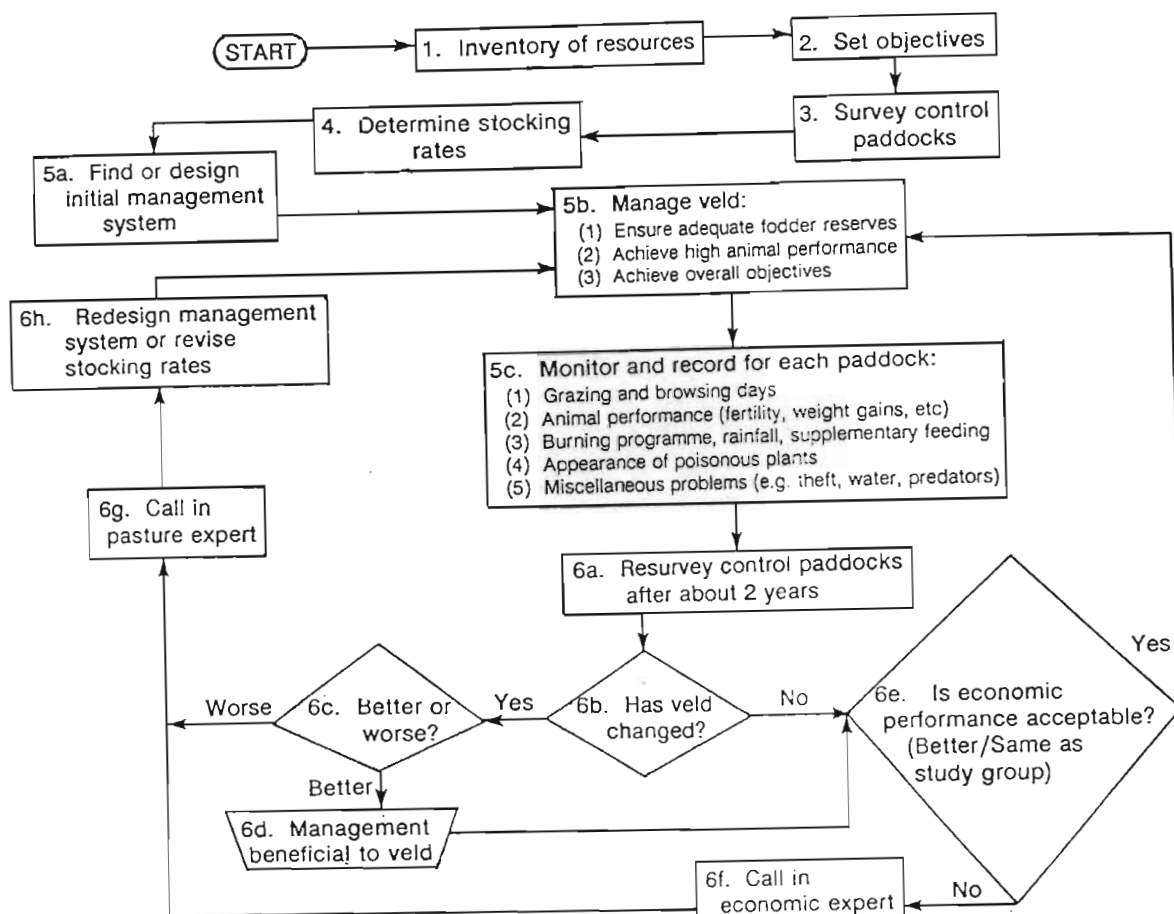 START
1. Inventory of resources
2. Set objectives
3. Survey control
paddocks
4. Determine stocking
rates
5a. Find or design
initial management
system
5b. Manage veld:
(1) Ensure adequate fodder reserves
(2) Achieve high animal performance
(3) Achieve overall objectives
6h. Redesign management
system or revise
stocking rates
5c. Monitor and record for each paddock:
(1) Grazing and browsing days
(2) Animal performance (fertility, weight gains, etc)
(3) Burning programme, rainfall, supplementary feeding
(4) Appearance of poisonous plants
(5) Miscellaneous problems (e.g. theft, water, predators)
6g. Call in
pasture expert
6a. Resurvey control paddocks
after about 2 years
6b. Has veld
changed?
Yes
No
6c. Better or
worse?
Worse
Better
6d. Management
beneficial to veld
6e. Is economic
performance acceptable?
(Better/Same as
study group)
Yes
No
6f. Call in
economic expert